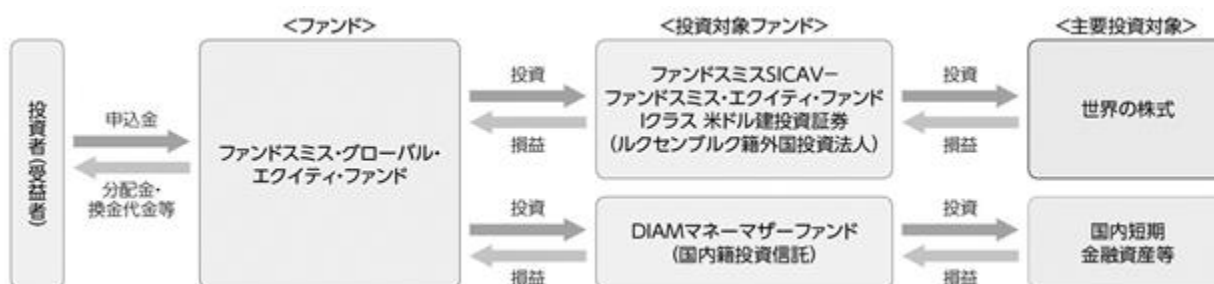 <ファンド>
<投資対象ファンド>
<主要投資対象>
投資者(受益者)
申込金
分配金・
換金代金等
ファンドスミス・グローバル・
エクイティ・ファンド
投資
損益
ファンドスミスSICAVー
ファンドスミス・エクイティ・ファンド
Iクラス 米ドル建投資証券
(ルクセンブルク籍外国投資法人)
投資
損益
世界の株式
投資
損益
DIAMマネーマザーファンド
(国内籍投資信託)
投資
損益
国内短期
金融資産等